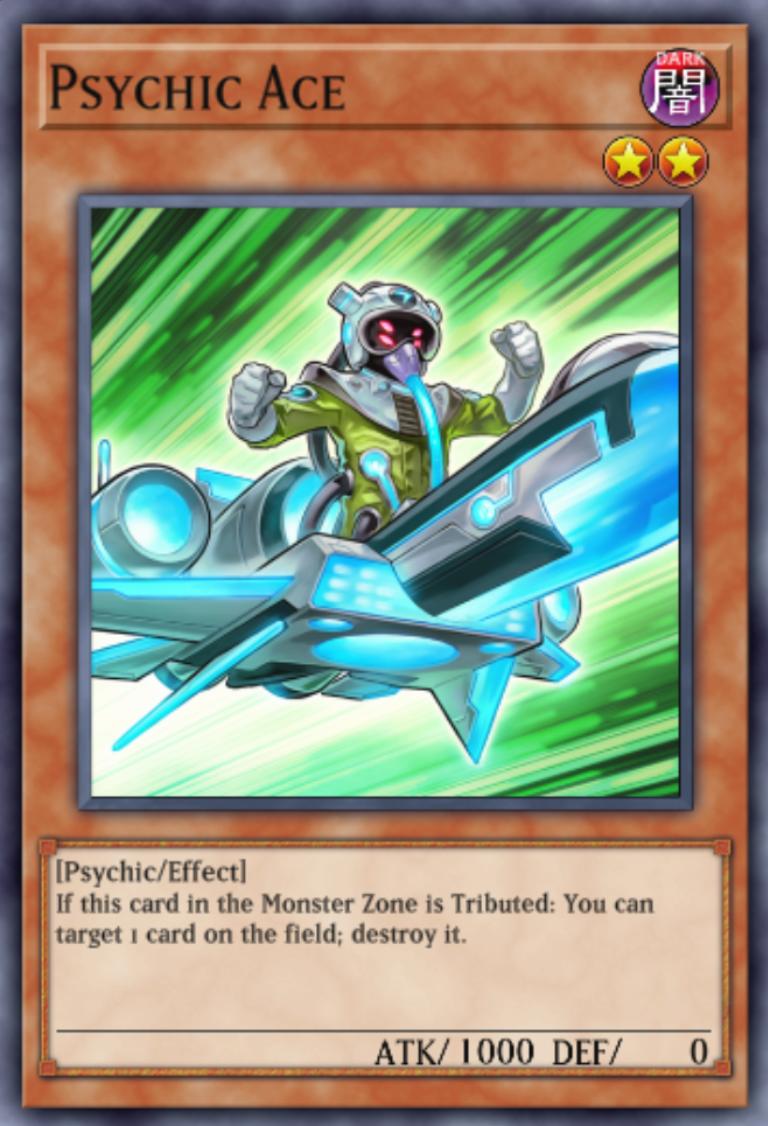 Psychic Ace
DARK
闇
[Psychic/Effect]
If this card in the Monster Zone is Tributed: You can
target 1 card on the field; destroy it.
ATK/ 1000 DEF/ 0